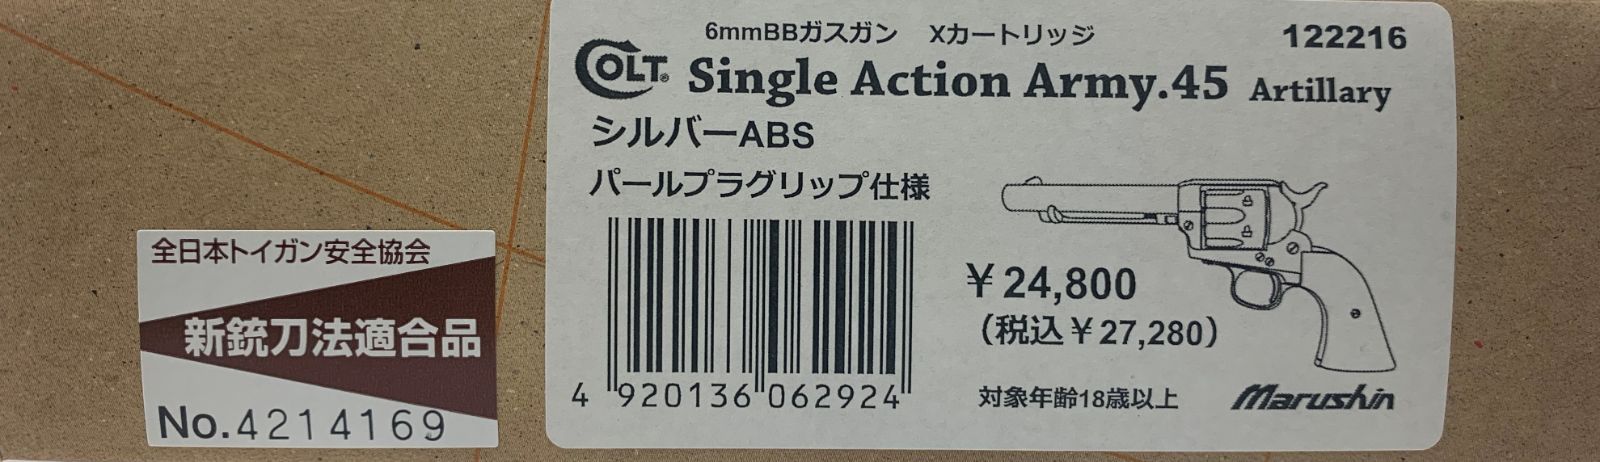 6mmBBガスガン Xカートリッジ
122216
COLT® Single Action Army.45 Artillary
シルバーABS
パールプラグリップ仕様
¥24,800
(税込¥27,280)
4 920136 062924
対象年齢18歳以上
Marushin
全日本トイガン安全協会
新銃刀法適合品
No.4214169